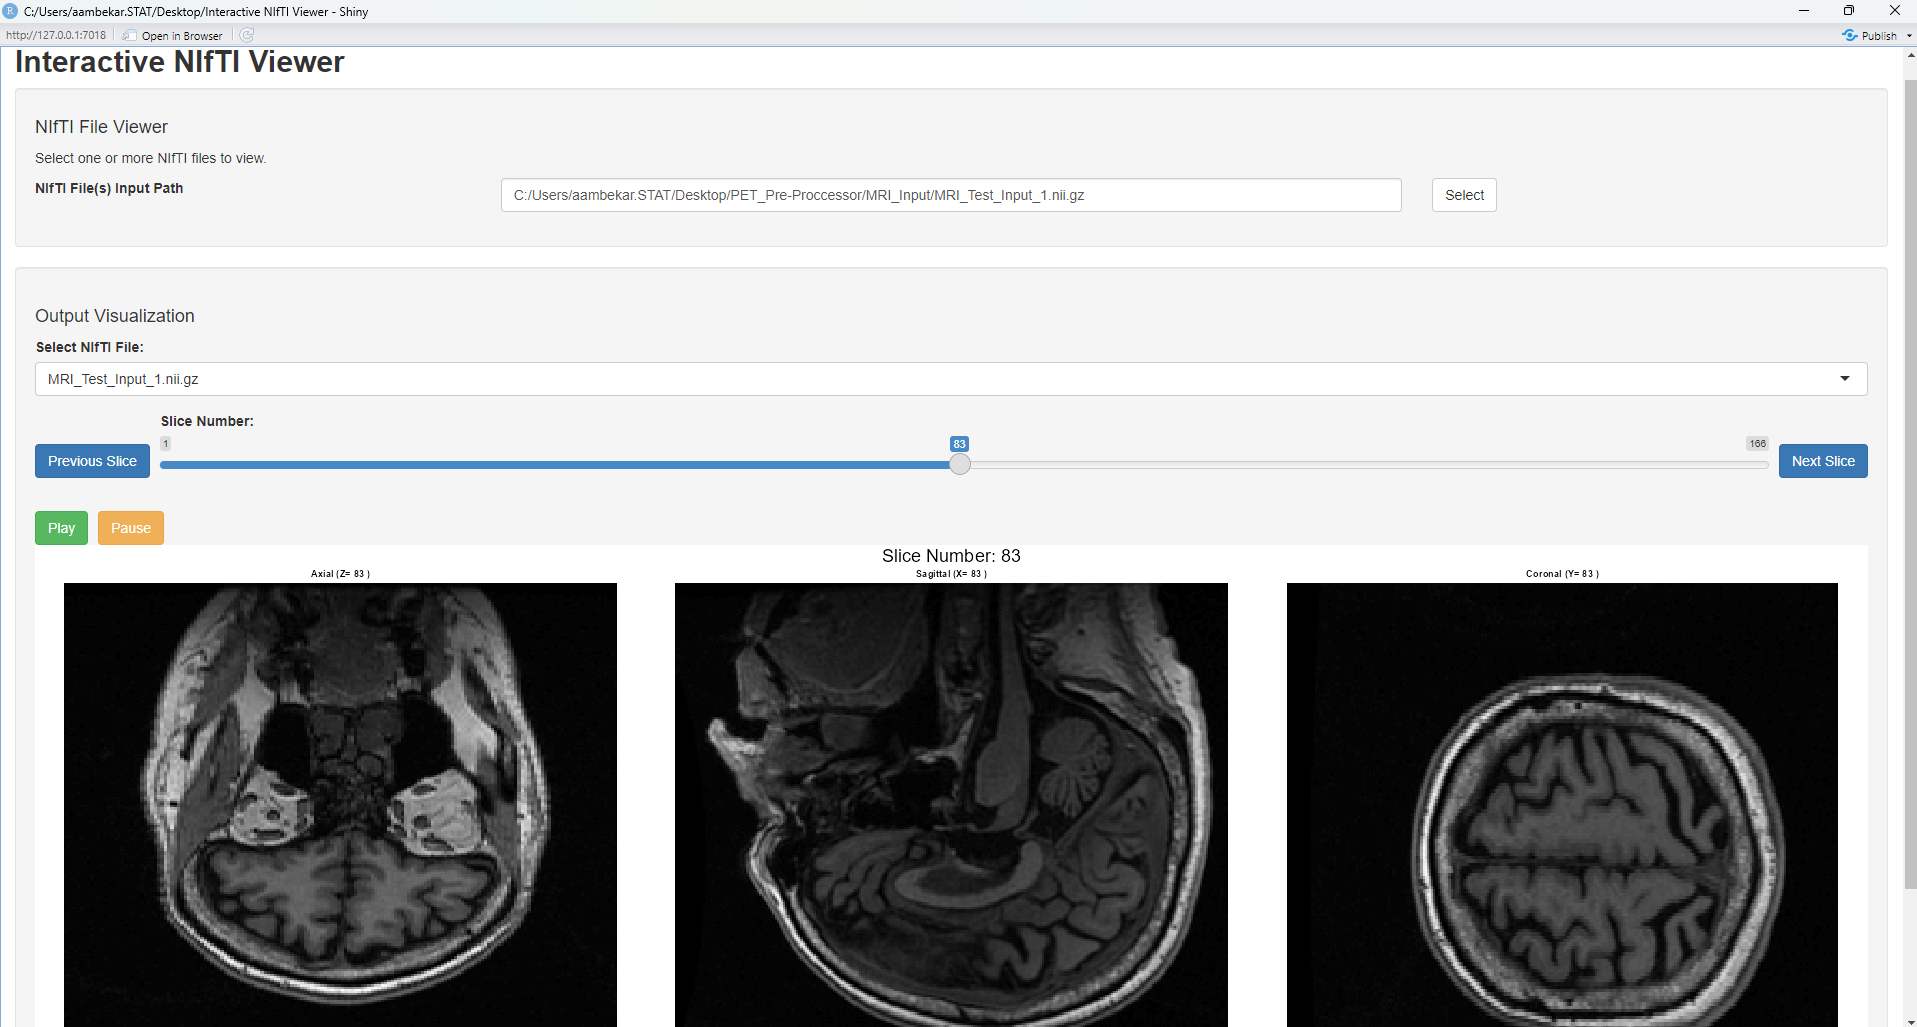 C:/Users/aambekar.STAT/Desktop/Interactive NIfTI Viewer - Shiny
http://127.0.0.1:7018 Open in Browser Publish
Interactive NIfTI Viewer
NIfTI File Viewer
Select one or more NIfTI files to view.
NIfTI File(s) Input Path
C:/Users/aambekar.STAT/Desktop/PET_Pre-Proccessor/MRI_Input/MRI_Test_Input_1.nii.gz
Select
Output Visualization
Select NIfTI File:
MRI_Test_Input_1.nii.gz
Slice Number:
1 83 166
Previous Slice
Next Slice
Play Pause
Slice Number: 83
Axial (Z= 83 ) Sagittal (X= 83 ) Coronal (Y= 83 )